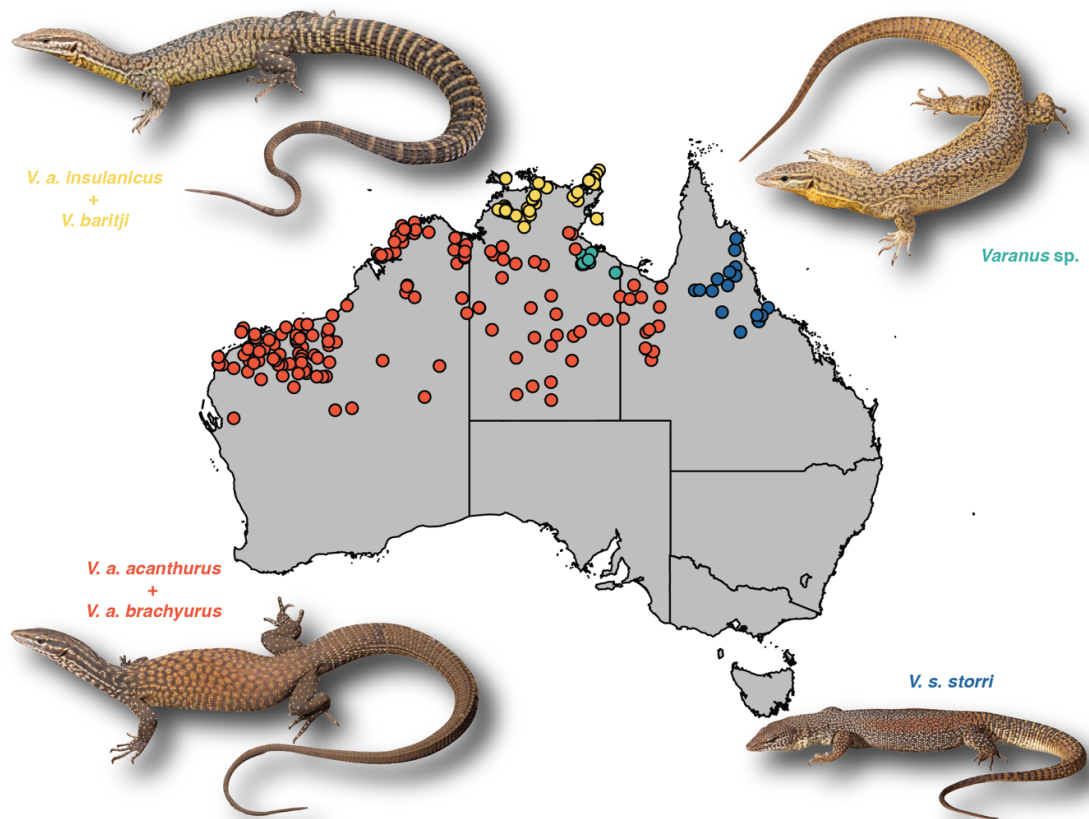 V. a. insulanicus
+
V. baritji
Varanus sp.
V. a. acanthurus
+
V. a. brachyurus
V. s. storri